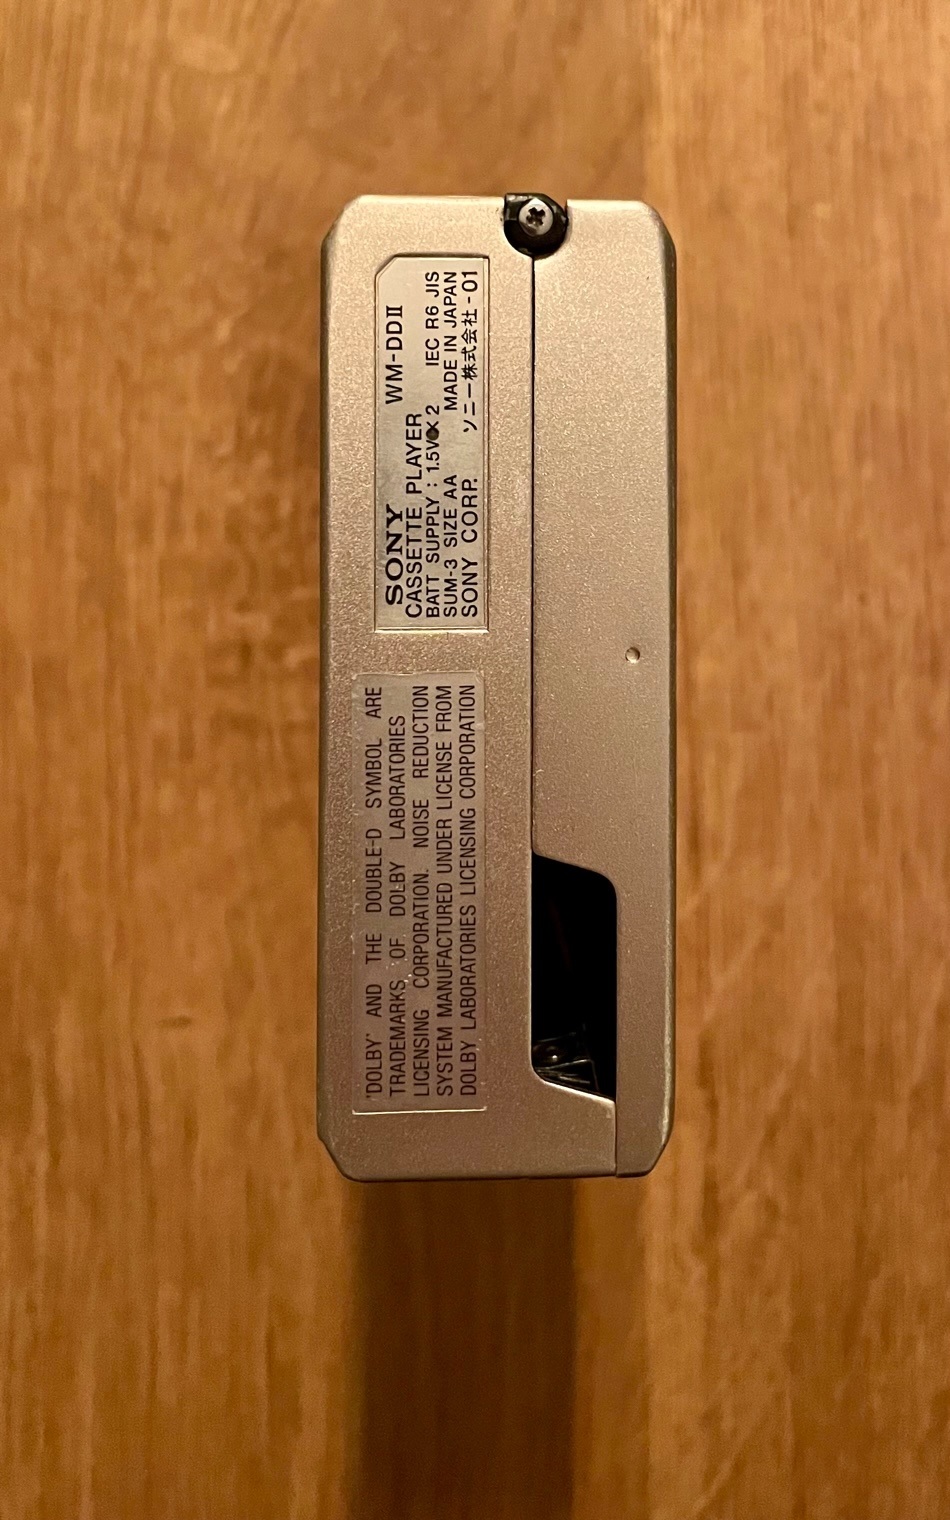 SONY
CASSETTE PLAYER WM-DDII
BATT SUPPLY : 1.5V✕2 IEC R6 JIS
SUM-3 SIZE AA MADE IN JAPAN
SONY CORP. ソニー株式会社-01
'DOLBY' AND THE DOUBLE-D SYMBOL ARE
TRADEMARKS OF DOLBY LABORATORIES
LICENSING CORPORATION. NOISE REDUCTION
SYSTEM MANUFACTURED UNDER LICENSE FROM
DOLBY LABORATORIES LICENSING CORPORATION